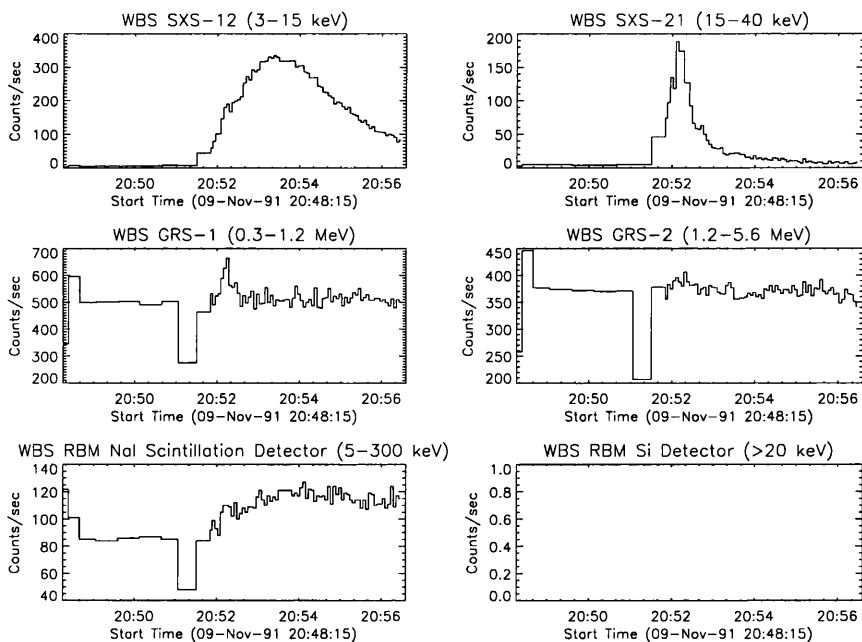 WBS SXS-12 (3-15 keV)
Counts/sec
400
300
200
100
0
20:50 20:52 20:54 20:56
Start Time (09-Nov-91 20:48:15)
WBS SXS-21 (15-40 keV)
Counts/sec
200
150
100
50
0
20:50 20:52 20:54 20:56
Start Time (09-Nov-91 20:48:15)
WBS GRS-1 (0.3-1.2 MeV)
Counts/sec
700
600
500
400
300
200
20:50 20:52 20:54 20:56
Start Time (09-Nov-91 20:48:15)
WBS GRS-2 (1.2-5.6 MeV)
Counts/sec
450
400
350
300
250
200
20:50 20:52 20:54 20:56
Start Time (09-Nov-91 20:48:15)
WBS RBM NaI Scintillation Detector (5-300 keV)
Counts/sec
140
120
100
80
60
40
20:50 20:52 20:54 20:56
Start Time (09-Nov-91 20:48:15)
WBS RBM Si Detector (>20 keV)
Counts/sec
1.0
0.8
0.6
0.4
0.2
0.0
20:50 20:52 20:54 20:56
Start Time (09-Nov-91 20:48:15)